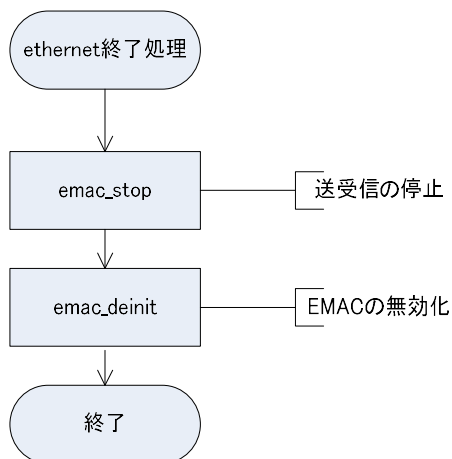 ethernet終了処理
emac_stop
送受信の停止
emac_deinit
EMACの無効化
終了